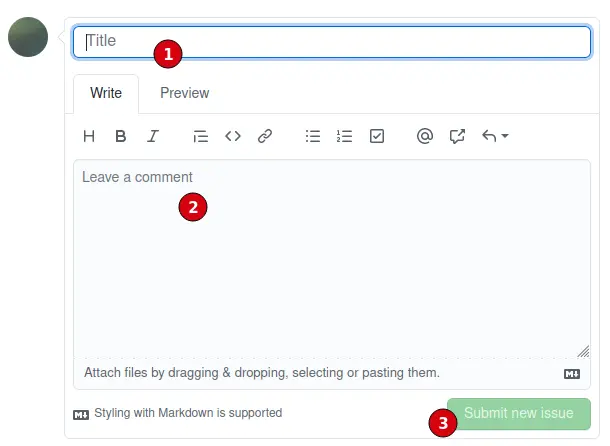 Title
1
Write Preview
H B I
Leave a comment
2
Attach files by dragging & dropping, selecting or pasting them.
Styling with Markdown is supported
3 Submit new issue